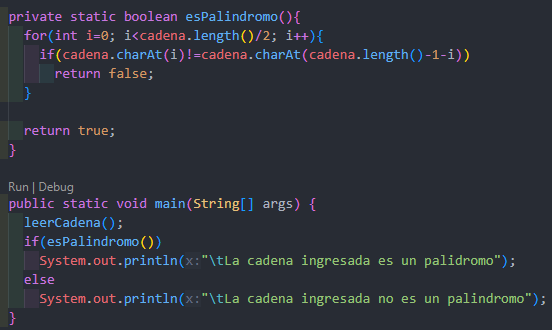 private static boolean esPalindromo(){
  for(int i=0; i<cadena.length()/2; i++){
    if(cadena.charAt(i)!=cadena.charAt(cadena.length()-1-i))
      return false;
  }

  return true;
}

Run | Debug
public static void main(String[] args) {
  leerCadena();
  if(esPalindromo())
    System.out.println(x:"\tLa cadena ingresada es un palidromo");
  else
    System.out.println(x:"\tLa cadena ingresada no es un palindromo");
}